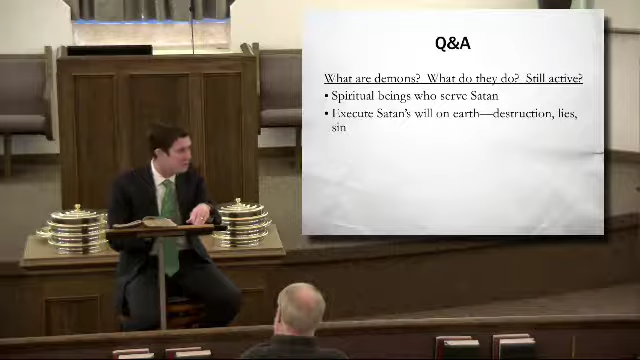 Q&A
What are demons? What do they do? Still active?
▪ Spiritual beings who serve Satan
▪ Execute Satan's will on earth—destruction, lies,
sin